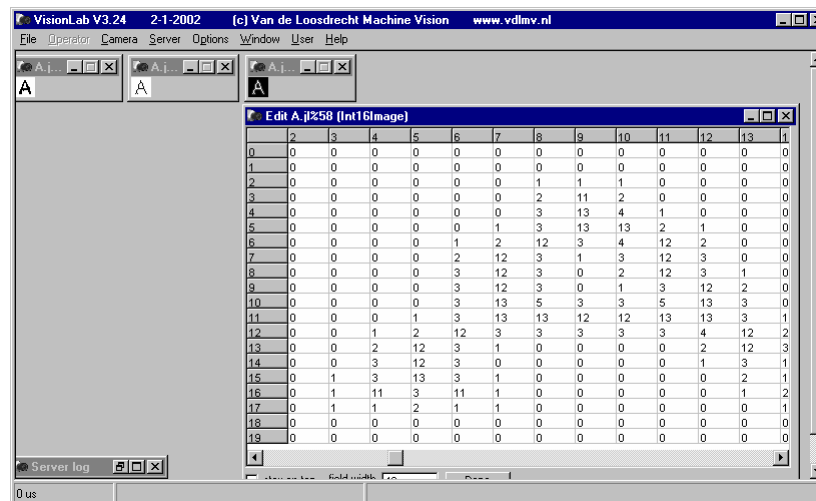 VisionLab V3.24 2-1-2002 (c) Van de Loosdrecht Machine Vision www.vdlmv.nl
File Operator Camera Server Options Window User Help
A.j... A.j... A.j...
A A A
Edit A.jl%58 (Int16Image)
2 3 4 5 6 7 8 9 10 11 12 13 1
0 0 0 0 0 0 0 0 0 0 0 0 0 0
1 0 0 0 0 0 0 0 0 0 0 0 0 0
2 0 0 0 0 0 0 1 1 1 0 0 0 0
3 0 0 0 0 0 0 2 11 2 0 0 0 0
4 0 0 0 0 0 0 3 13 4 1 0 0 0
5 0 0 0 0 0 1 3 13 13 2 1 0 0
6 0 0 0 0 1 2 12 3 4 12 2 0 0
7 0 0 0 0 2 12 3 1 3 12 3 0 0
8 0 0 0 0 3 12 3 0 2 12 3 1 0
9 0 0 0 0 3 12 3 0 1 3 12 2 0
10 0 0 0 0 3 13 5 3 3 5 13 3 0
11 0 0 0 1 3 13 13 12 12 13 13 3 1
12 0 0 1 2 12 3 3 3 3 3 4 12 2
13 0 0 2 12 3 1 0 0 0 0 2 12 3
14 0 0 3 12 3 0 0 0 0 0 1 3 1
15 0 1 3 13 3 1 0 0 0 0 0 2 1
16 0 1 11 3 11 1 0 0 0 0 0 1 2
17 0 1 1 2 1 1 0 0 0 0 0 0 1
18 0 0 0 0 0 0 0 0 0 0 0 0 0
19 0 0 0 0 0 0 0 0 0 0 0 0 0
Server log
0 us